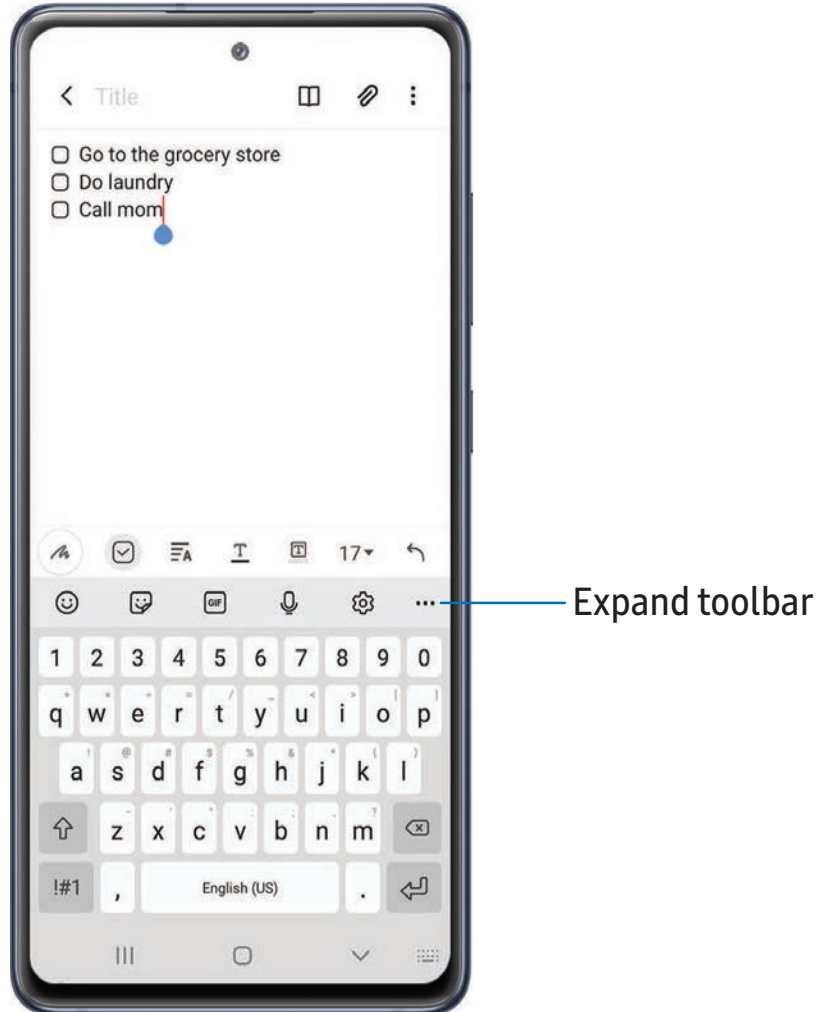 Title
Go to the grocery store
Do laundry
Call mom
A T T 17
GIF
Expand toolbar
1 2 3 4 5 6 7 8 9 0
q w e r t y u i o p
a s d f g h j k l
z x c v b n m
!#1 , English (US) .